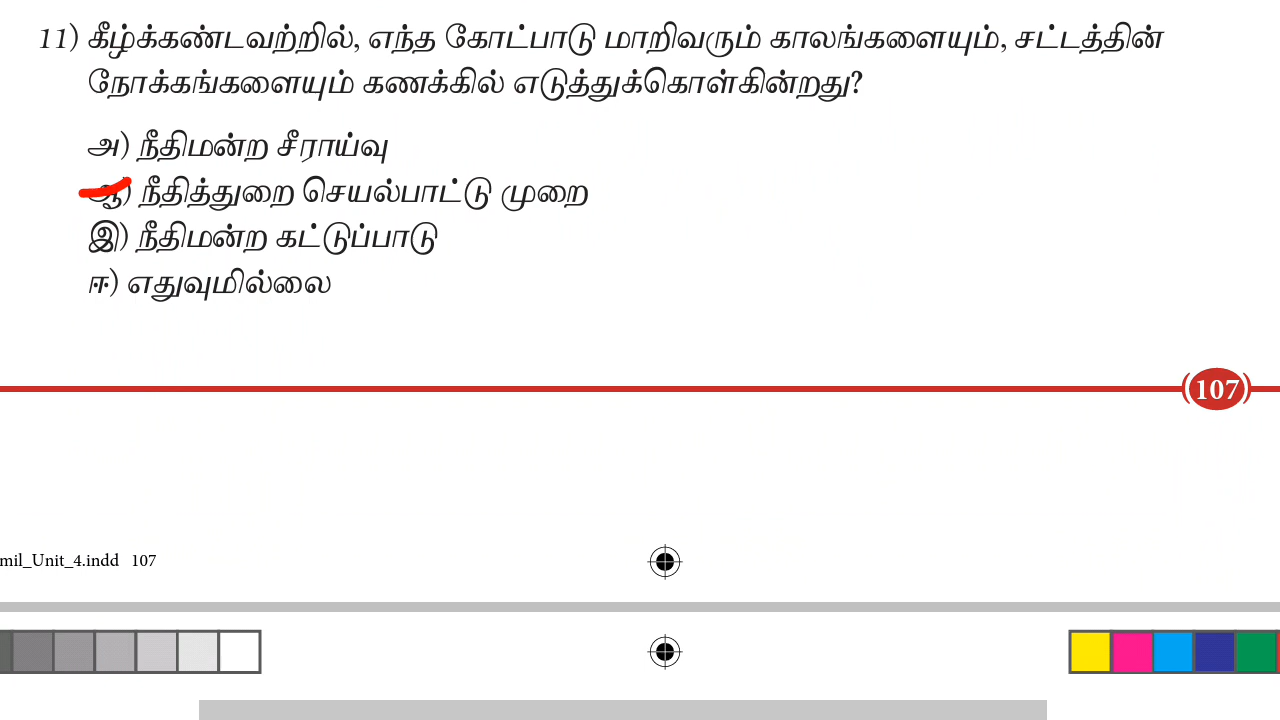 11) கீழ்க்கண்டவற்றில், எந்த கோட்பாடு மாறிவரும் காலங்களையும், சட்டத்தின்
நோக்கங்களையும் கணக்கில் எடுத்துக்கொள்கின்றது?
அ) நீதிமன்ற சீராய்வு
ஆ) நீதித்துறை செயல்பாட்டு முறை
இ) நீதிமன்ற கட்டுப்பாடு
ஈ) எதுவுமில்லை
107
mil_Unit_4.indd 107